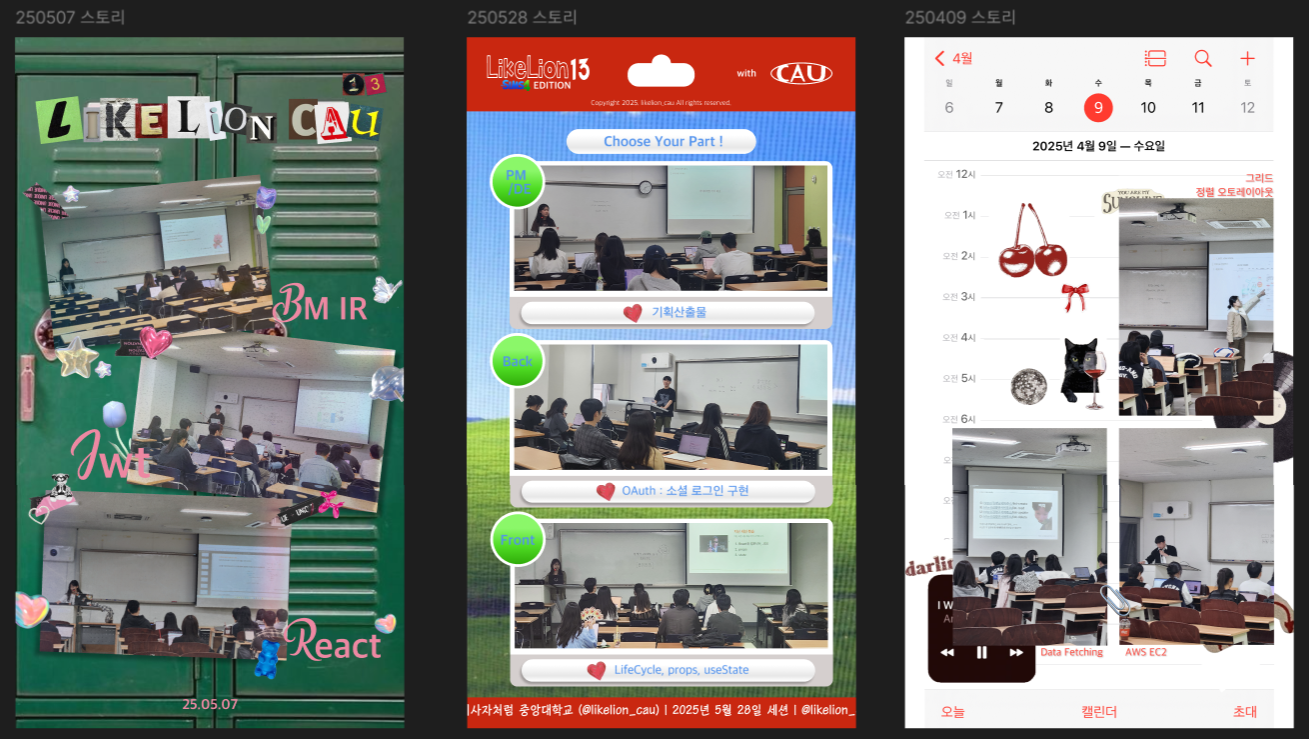 250507 스토리
13
LIKELION CAU
BM IR
Jwt
React
25.05.07
250528 스토리
LikeLion13
EDITION
with
CAU
Copyright 2025. likelion_cau All rights reserved.
Choose Your Part !
PM
/DE
기획산출물
Back
OAuth : 소셜 로그인 구현
Front
LifeCycle, props, useState
사자처럼 중앙대학교 (@likelion_cau) | 2025년 5월 28일 세션 | @likelion_
250409 스토리
4월
일 월 화 수 목 금 토
6 7 8 9 10 11 12
2025년 4월 9일 — 수요일
오전 12시
그리드
정렬 오토레이아웃
YOU ARE MY
오전 1시
오전 2시
오전 3시
오전 4시
오전 5시
오전 6시
darlin
I W
Data Fetching
AWS EC2
오늘
캘린더
초대